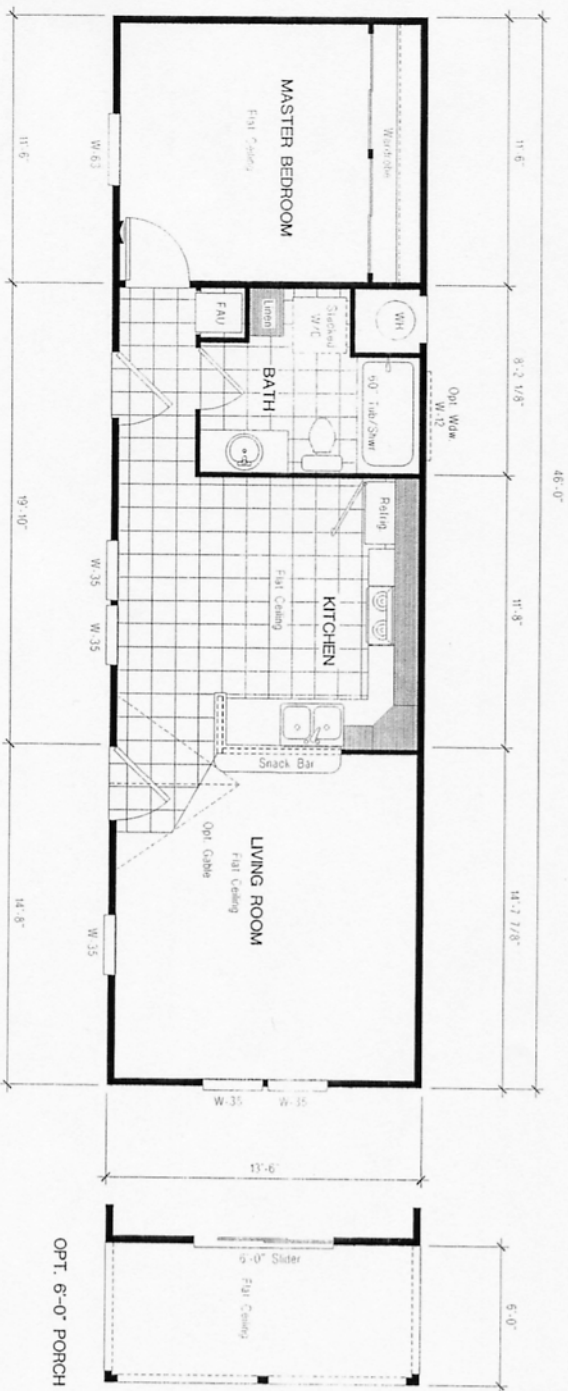 46'-0"
11'-6"
8'-2 1/8"
11'-8"
14'-7 7/8"
Opt. Wdw.
W-12
Wardrobe
MASTER BEDROOM
Flat Ceiling
W-63
WH
60" Tub/Shwr
Stacked
W/D
Linen
FAU
BATH
Refrig.
KITCHEN
Flat Ceiling
W-35
W-35
Snack Bar
LIVING ROOM
Flat Ceiling
Opt. Gable
W-35
W-35
W-35
11'-6"
19'-10"
14'-8"
13'-6"
6'-0" Slider
Flat Ceiling
6'-0"
OPT. 6'-0" PORCH